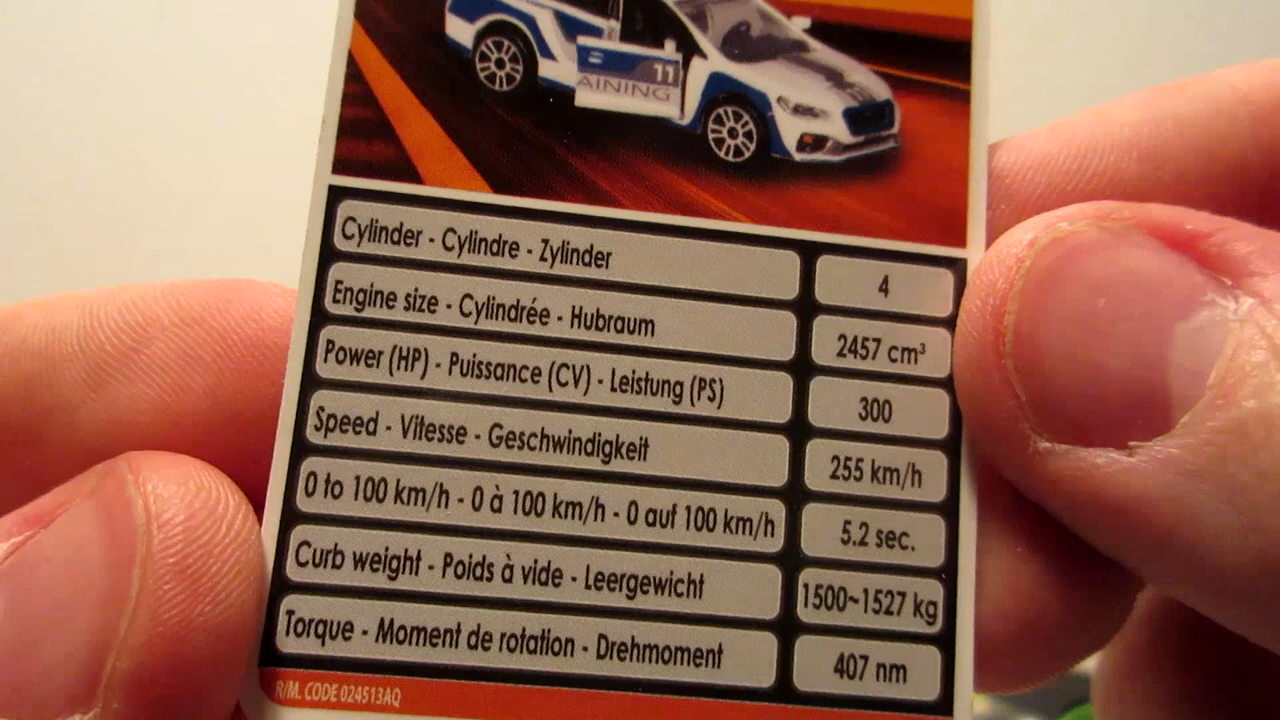 11
AINING
Cylinder - Cylindre - Zylinder 4
Engine size - Cylindrée - Hubraum 2457 cm³
Power (HP) - Puissance (CV) - Leistung (PS) 300
Speed - Vitesse - Geschwindigkeit 255 km/h
0 to 100 km/h - 0 à 100 km/h - 0 auf 100 km/h 5.2 sec.
Curb weight - Poids à vide - Leergewicht 1500~1527 kg
Torque - Moment de rotation - Drehmoment 407 nm
R/M. CODE 024513AQ